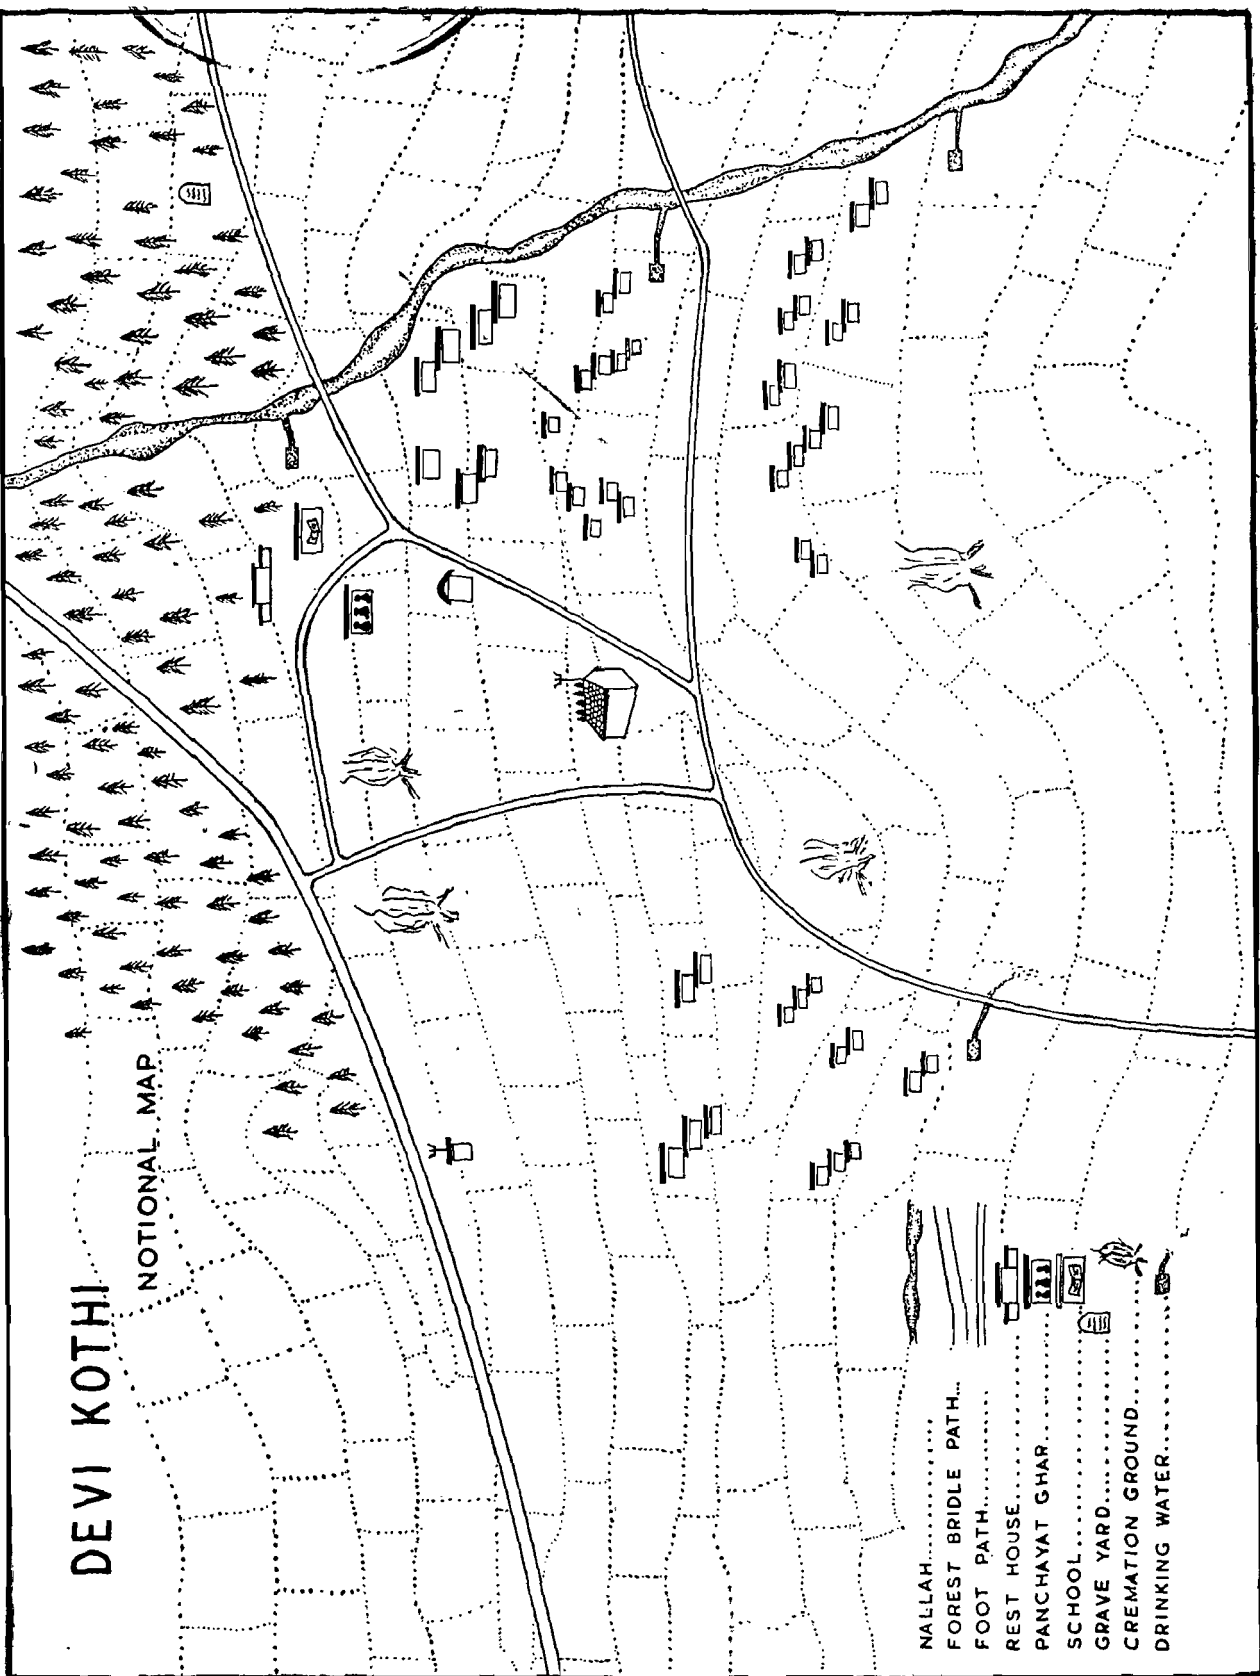 DEVI KOTHI
NOTIONAL MAP
NALLAH..........
FOREST BRIDLE PATH...
FOOT PATH..........
REST HOUSE..............
PANCHAYAT GHAR..........
SCHOOL....................
GRAVE YARD..............
CREMATION GROUND............
DRINKING WATER................